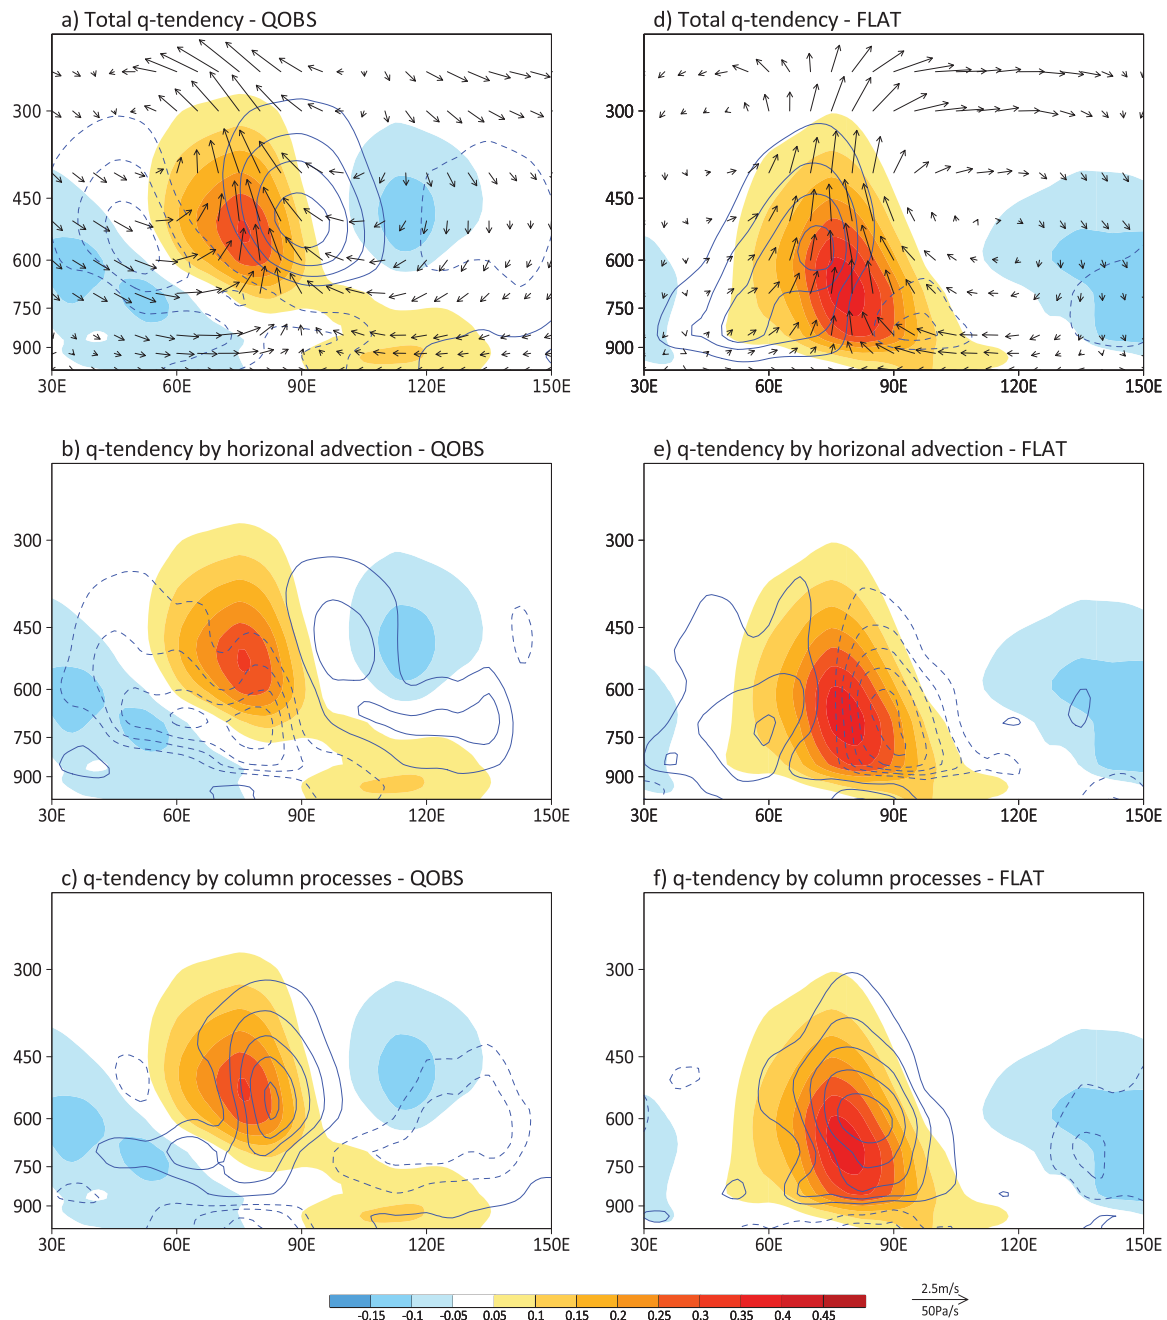 a) Total q-tendency - QOBS
d) Total q-tendency - FLAT
300
450
600
750
900
30E 60E 90E 120E 150E
300
450
600
750
900
30E 60E 90E 120E 150E
b) q-tendency by horizonal advection - QOBS
e) q-tendency by horizonal advection - FLAT
300
450
600
750
900
30E 60E 90E 120E 150E
300
450
600
750
900
30E 60E 90E 120E 150E
c) q-tendency by column processes - QOBS
f) q-tendency by column processes - FLAT
300
450
600
750
900
30E 60E 90E 120E 150E
300
450
600
750
900
30E 60E 90E 120E 150E
-0.15 -0.1 -0.05 0.05 0.1 0.15 0.2 0.25 0.3 0.35 0.4 0.45
2.5m/s
50Pa/s